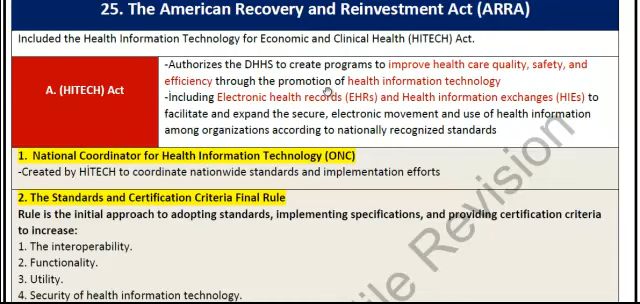 25. The American Recovery and Reinvestment Act (ARRA)
Included the Health Information Technology for Economic and Clinical Health (HITECH) Act.
A. (HITECH) Act
-Authorizes the DHHS to create programs to improve health care quality, safety, and
efficiency through the promotion of health information technology
-İncluding Electronic health records (EHRs) and Health information exchanges (HIEs) to
facilitate and expand the secure, electronic movement and use of health information
among organizations according to nationally recognized standards
1. National Coordinator for Health Information Technology (ONC)
-Created by HİTECH to coordinate nationwide standards and implementation efforts
2. The Standards and Certification Criteria Final Rule
Rule is the initial approach to adopting standards, implementing specifications, and providing certification criteria
to increase:
1. The interoperability.
2. Functionality.
3. Utility.
4. Security of health information technology.
Revision